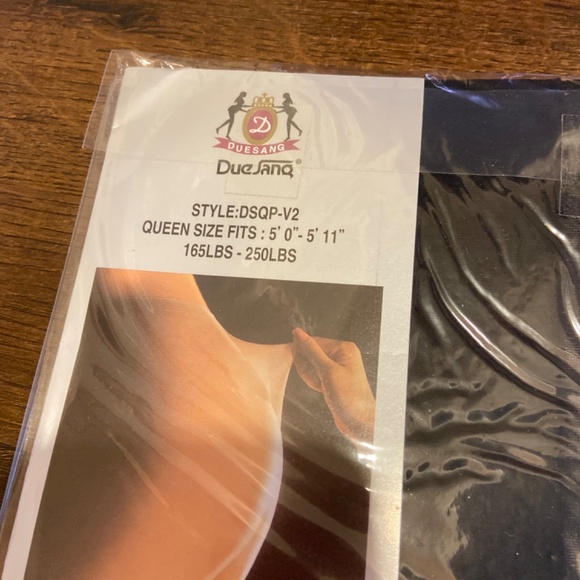 D
DUESANG
DueSang®
STYLE:DSQP-V2
QUEEN SIZE FITS : 5' 0"- 5' 11"
165LBS - 250LBS